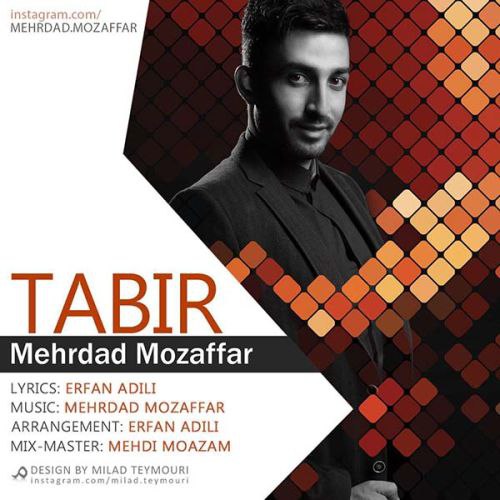 instagram.com/
MEHRDAD.MOZAFFAR
TABIR
Mehrdad Mozaffar
LYRICS: ERFAN ADILI
MUSIC: MEHRDAD MOZAFFAR
ARRANGEMENT: ERFAN ADILI
MIX-MASTER: MEHDI MOAZAM
DESIGN BY MILAD TEYMOURI
instagram.com/milad.teymouri